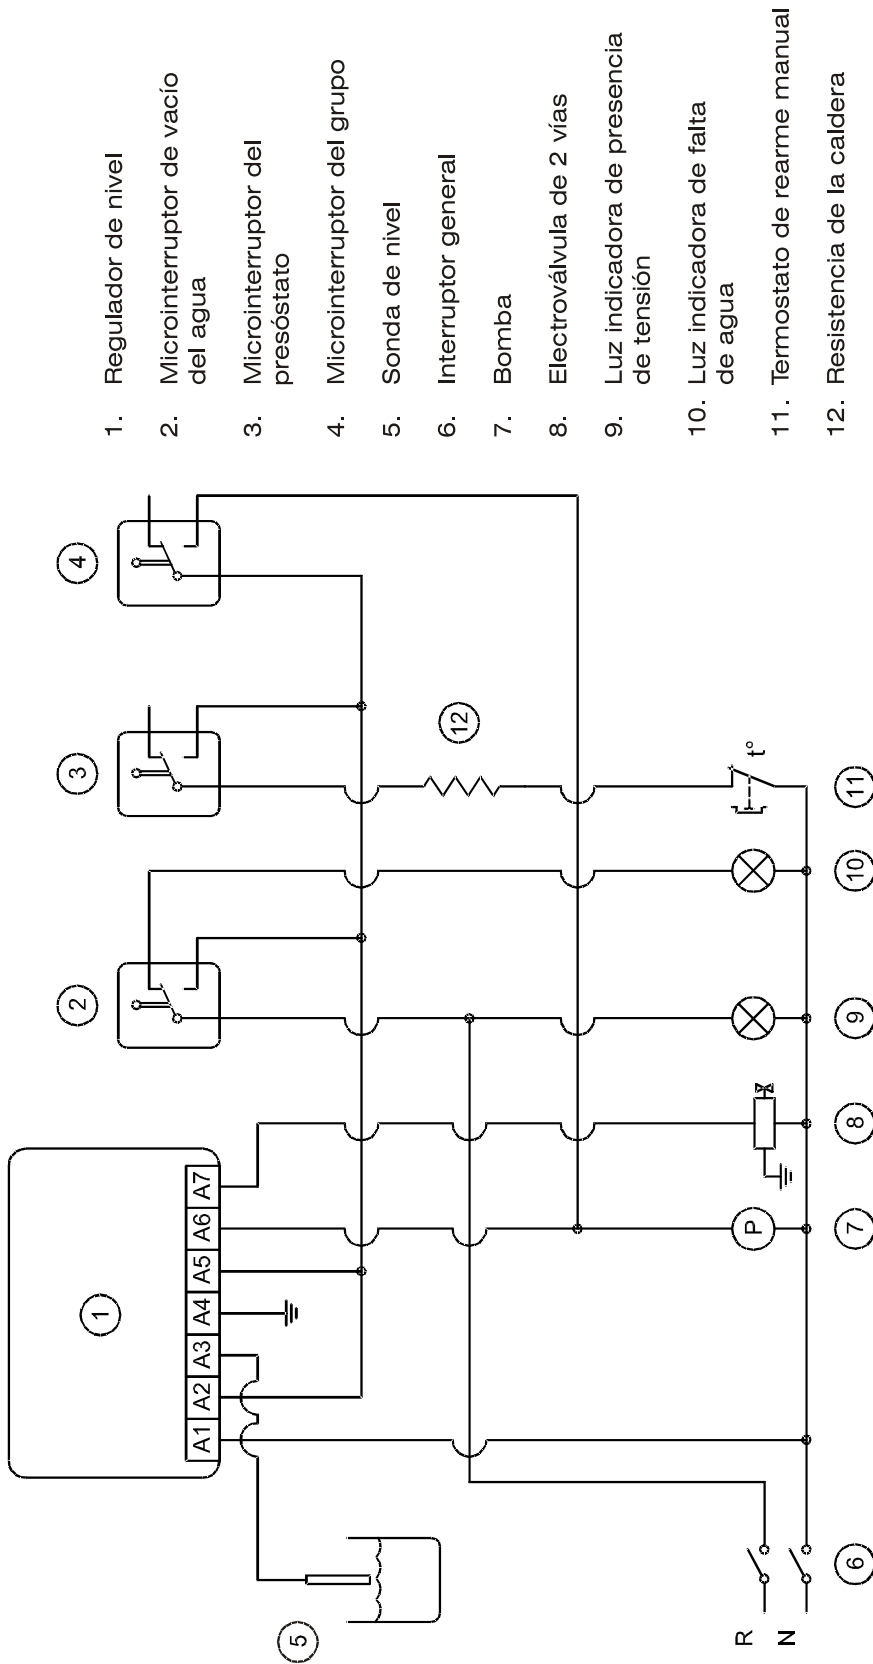 2 3 4
1
A1 A2 A3 A4 A5 A6 A7
5
12
R
P
t°
N
6 7 8 9 10 11
1. Regulador de nivel
2. Microinterruptor de vacío
del agua
3. Microinterruptor del
presóstato
4. Microinterruptor del grupo
5. Sonda de nivel
6. Interruptor general
7. Bomba
8. Electroválvula de 2 vías
9. Luz indicadora de presencia
de tensión
10. Luz indicadora de falta
de agua
11. Termostato de rearme manual
12. Resistencia de la caldera